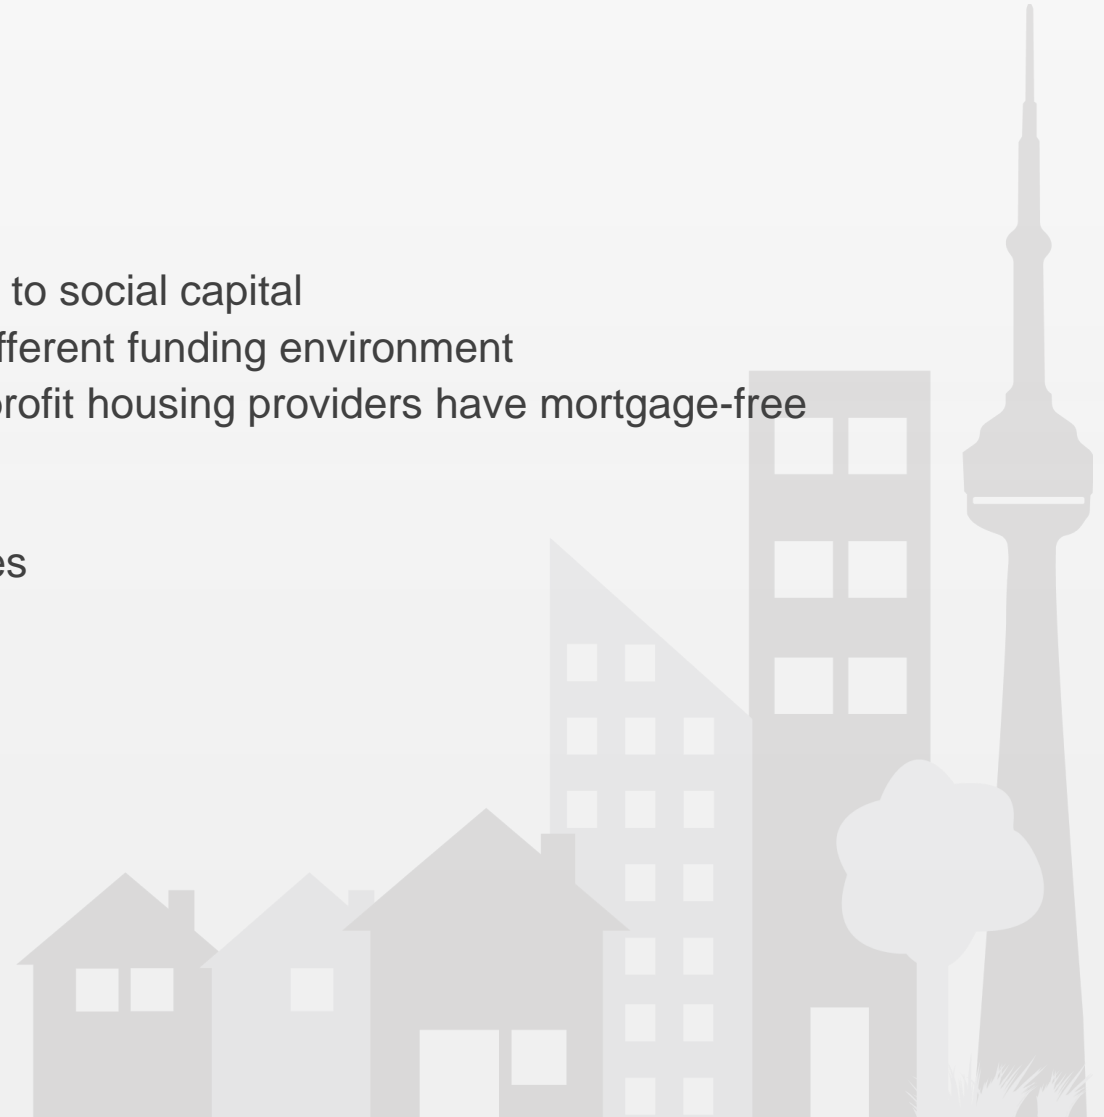 to social capital
fferent funding environment
profit housing providers have mortgage-free
es